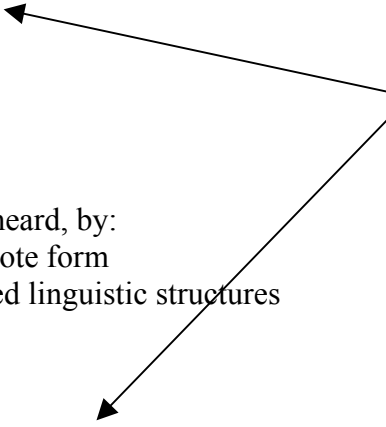 heard, by:
ote form
ed linguistic structures